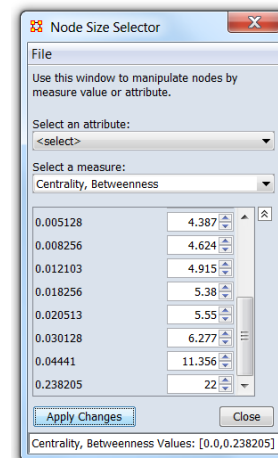 Node Size Selector
File
Use this window to manipulate nodes by
measure value or attribute.
Select an attribute:
<select>
Select a measure:
Centrality, Betweenness
0.005128 4.387
0.008256 4.624
0.012103 4.915
0.018256 5.38
0.020513 5.55
0.030128 6.277
0.04441 11.356
0.238205 22
Apply Changes Close
Centrality, Betweenness Values: [0.0,0.238205]